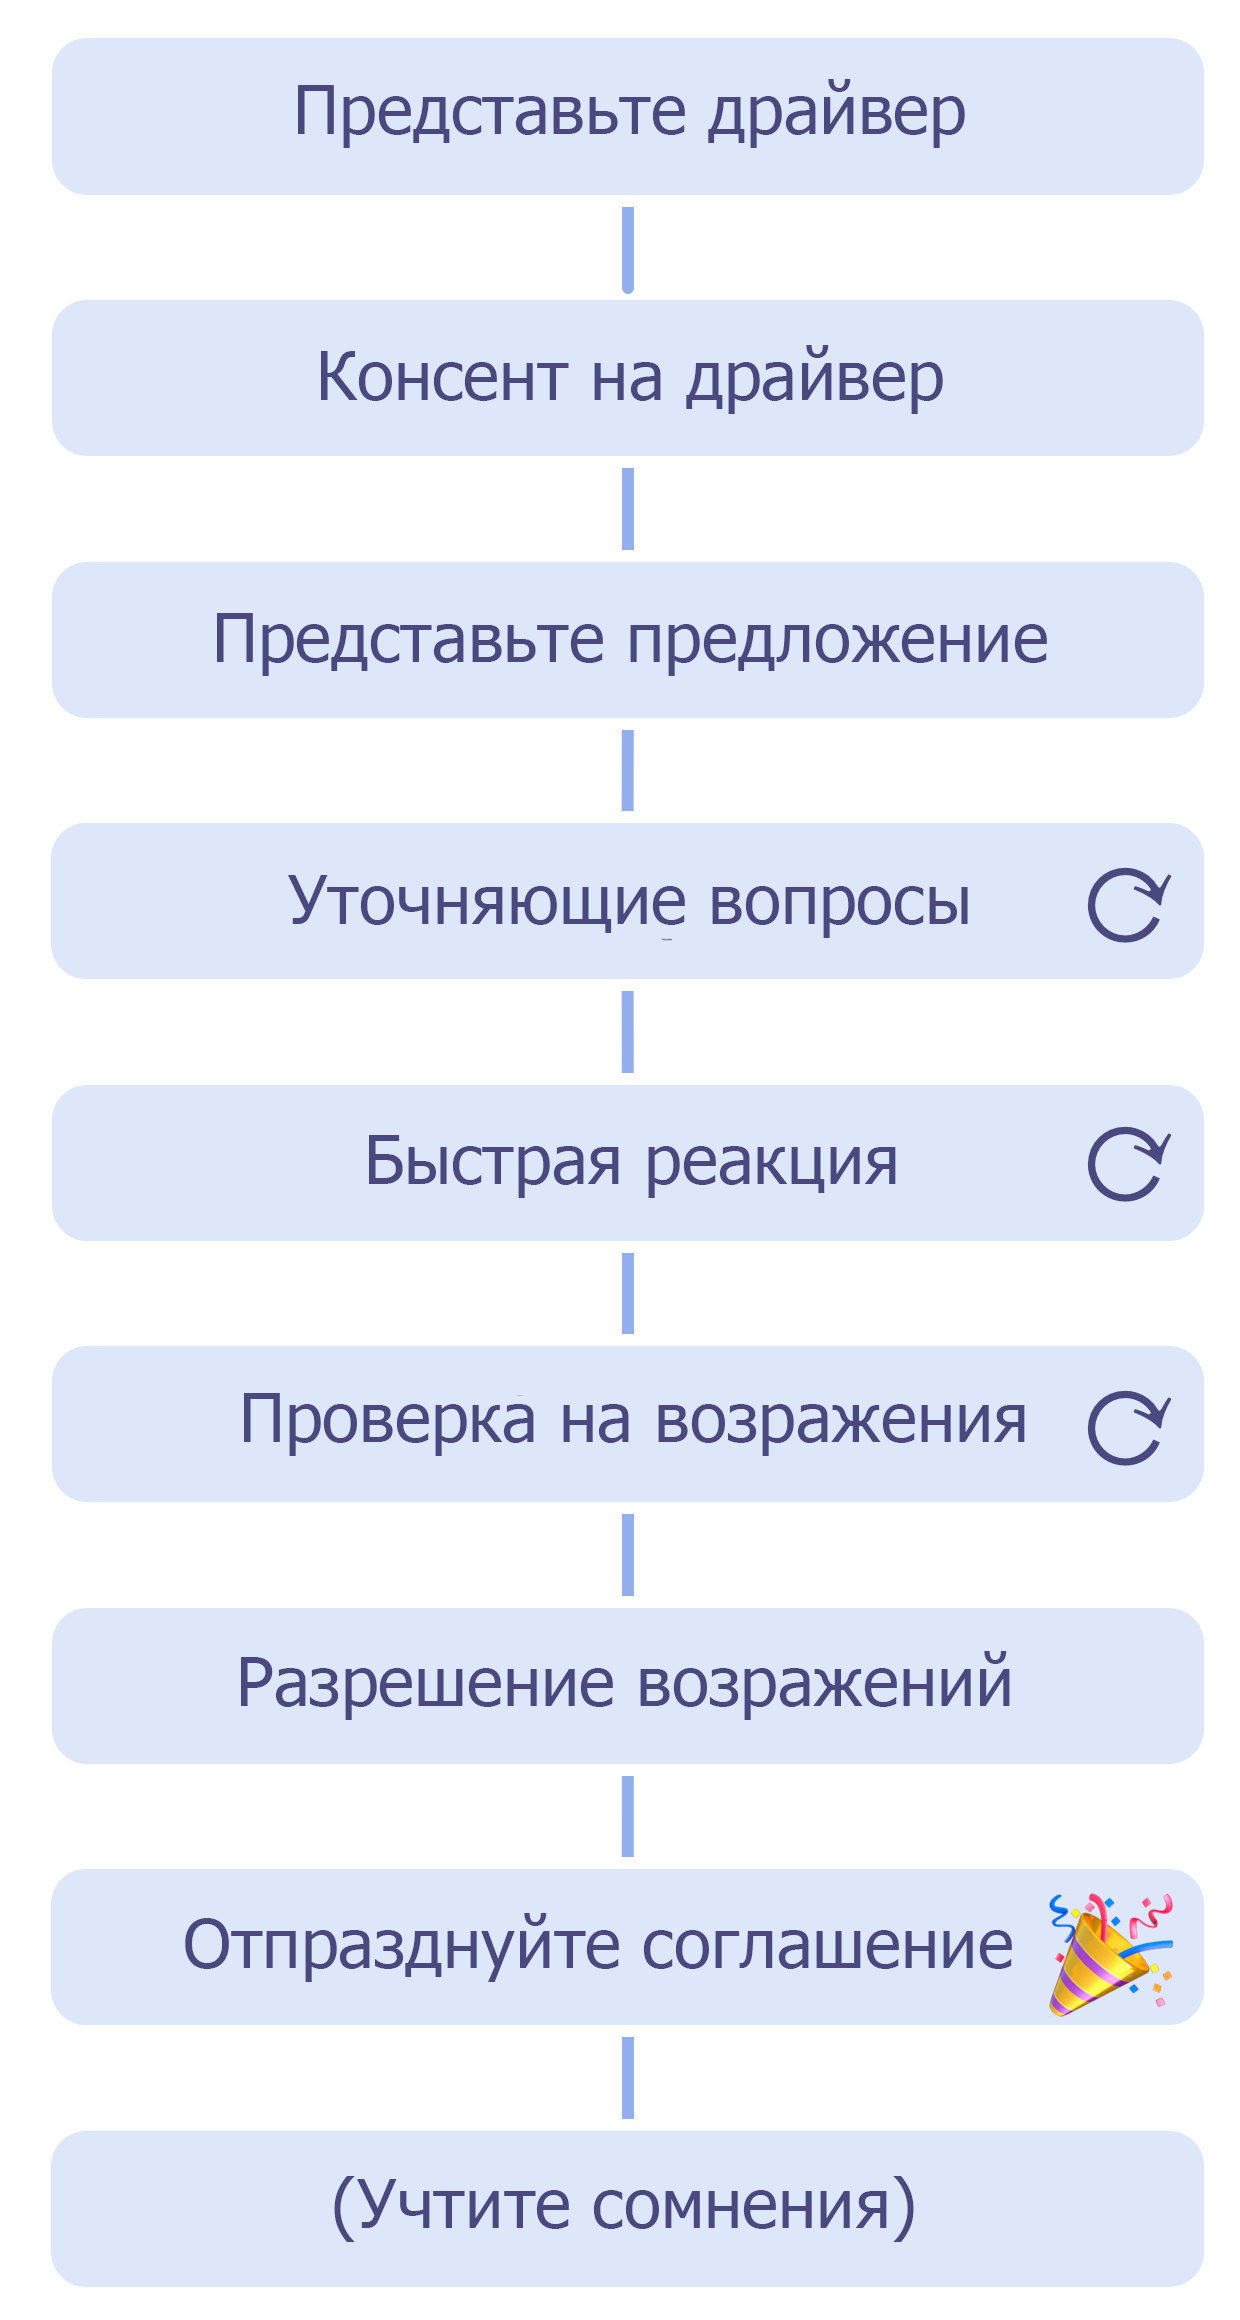 Представьте драйвер
Консент на драйвер
Представьте предложение
Уточняющие вопросы
Быстрая реакция
Проверка на возражения
Разрешение возражений
Отпразднуйте соглашение
(Учтите сомнения)